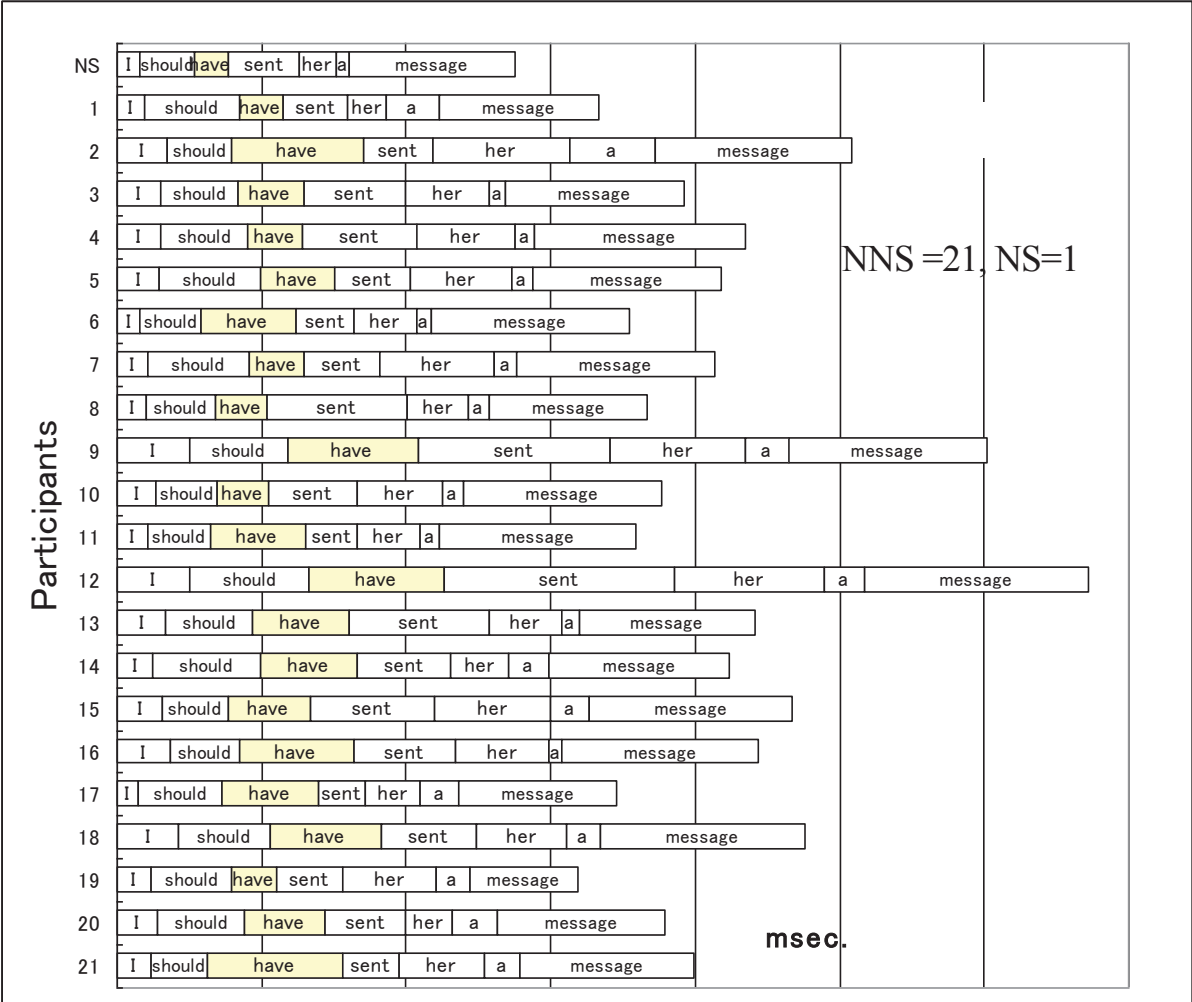 NS I should have sent her a message
1 I should have sent her a message
2 I should have sent her a message
3 I should have sent her a message
4 I should have sent her a message
NNS =21, NS=1
5 I should have sent her a message
6 I should have sent her a message
7 I should have sent her a message
8 I should have sent her a message
9 I should have sent her a message
10 I should have sent her a message
11 I should have sent her a message
Participants
12 I should have sent her a message
13 I should have sent her a message
14 I should have sent her a message
15 I should have sent her a message
16 I should have sent her a message
17 I should have sent her a message
18 I should have sent her a message
19 I should have sent her a message
20 I should have sent her a message
msec.
21 I should have sent her a message